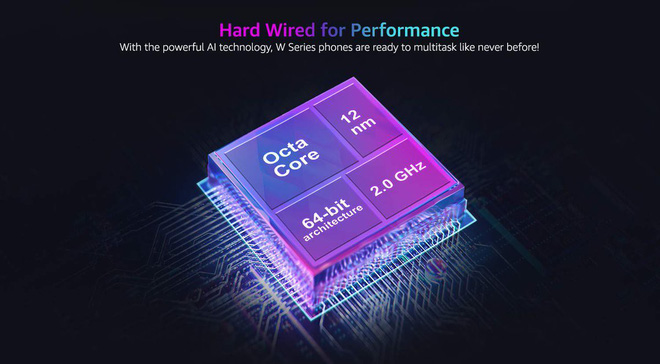 Hard Wired for Performance
With the powerful AI technology, W Series phones are ready to multitask like never before!
Octa
Core
12
nm
64-bit
architecture
2.0 GHz